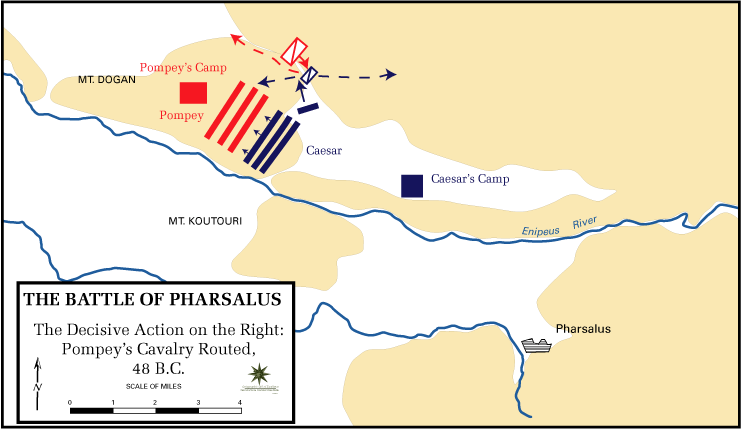 MT. DOGAN
Pompey's Camp
Pompey
Caesar
Caesar's Camp
MT. KOUTOURI
Enipeus River
Pharsalus
THE BATTLE OF PHARSALUS
The Decisive Action on the Right:
Pompey's Cavalry Routed,
48 B.C.
SCALE OF MILES
N
0 1 2 3 4